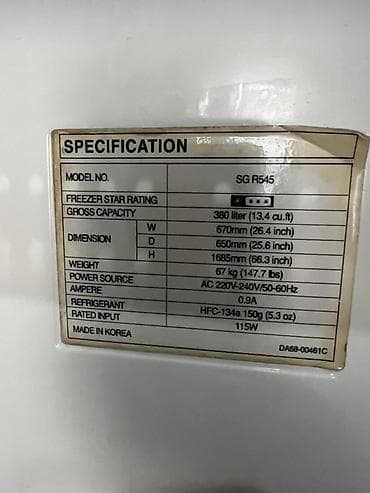 SPECIFICATION
MODEL NO. SG R545
FREEZER STAR RATING * ***
GROSS CAPACITY 380 liter (13.4 cu.ft)
DIMENSION W 670mm (26.4 inch)
D 650mm (25.6 inch)
H 1685mm (66.3 inch)
WEIGHT 67 kg (147.7 lbs)
POWER SOURCE AC 220V-240V/50-60Hz
AMPERE 0.9A
REFRIGERANT HFC-134a 150g (5.3 oz)
RATED INPUT 115W
MADE IN KOREA
DA68-00461C